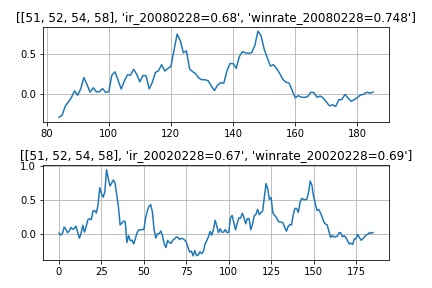 [[51, 52, 54, 58], 'ir_20080228=0.68', 'winrate_20080228=0.748']
0.5
0.0
80 100 120 140 160 180
[[51, 52, 54, 58], 'ir_20020228=0.67', 'winrate_20020228=0.69']
1.0
0.5
0.0
0 25 50 75 100 125 150 175